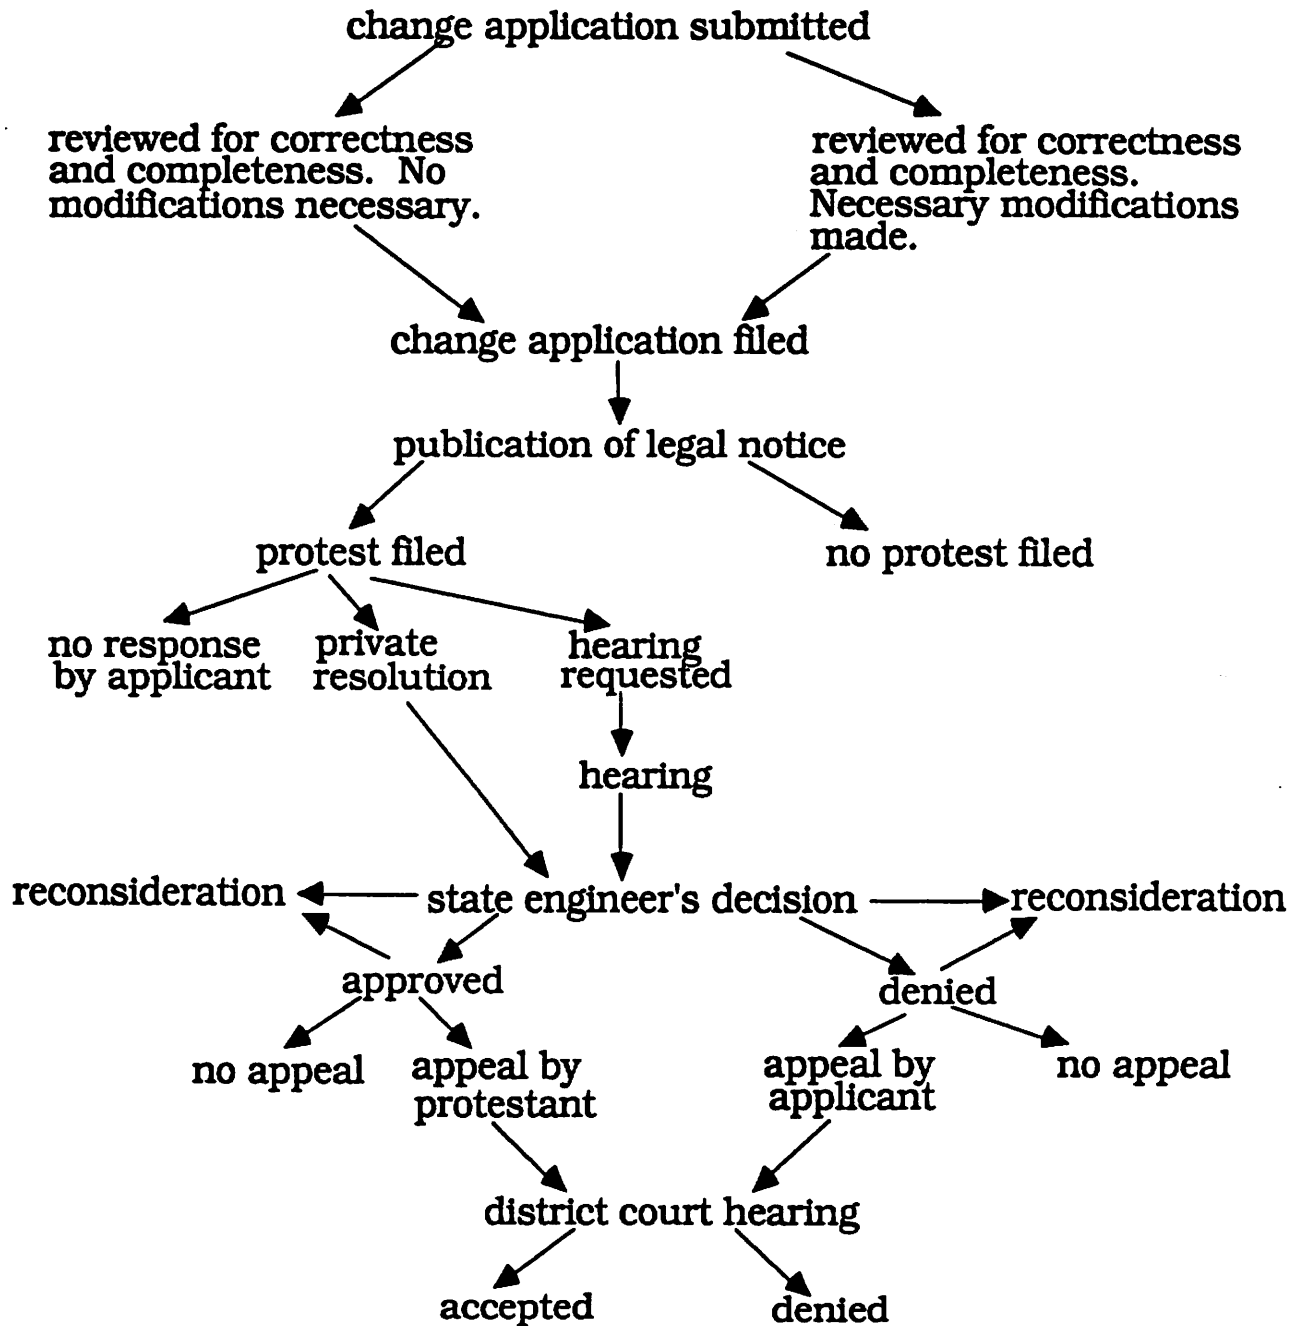 change application submitted
reviewed for correctness
and completeness. No
modifications necessary.
reviewed for correctness
and completeness.
Necessary modifications
made.
change application filed
publication of legal notice
protest filed
no protest filed
no response
by applicant
private
resolution
hearing
requested
hearing
reconsideration
state engineer's decision
reconsideration
approved
denied
no appeal
appeal by
protestant
appeal by
applicant
no appeal
district court hearing
accepted
denied